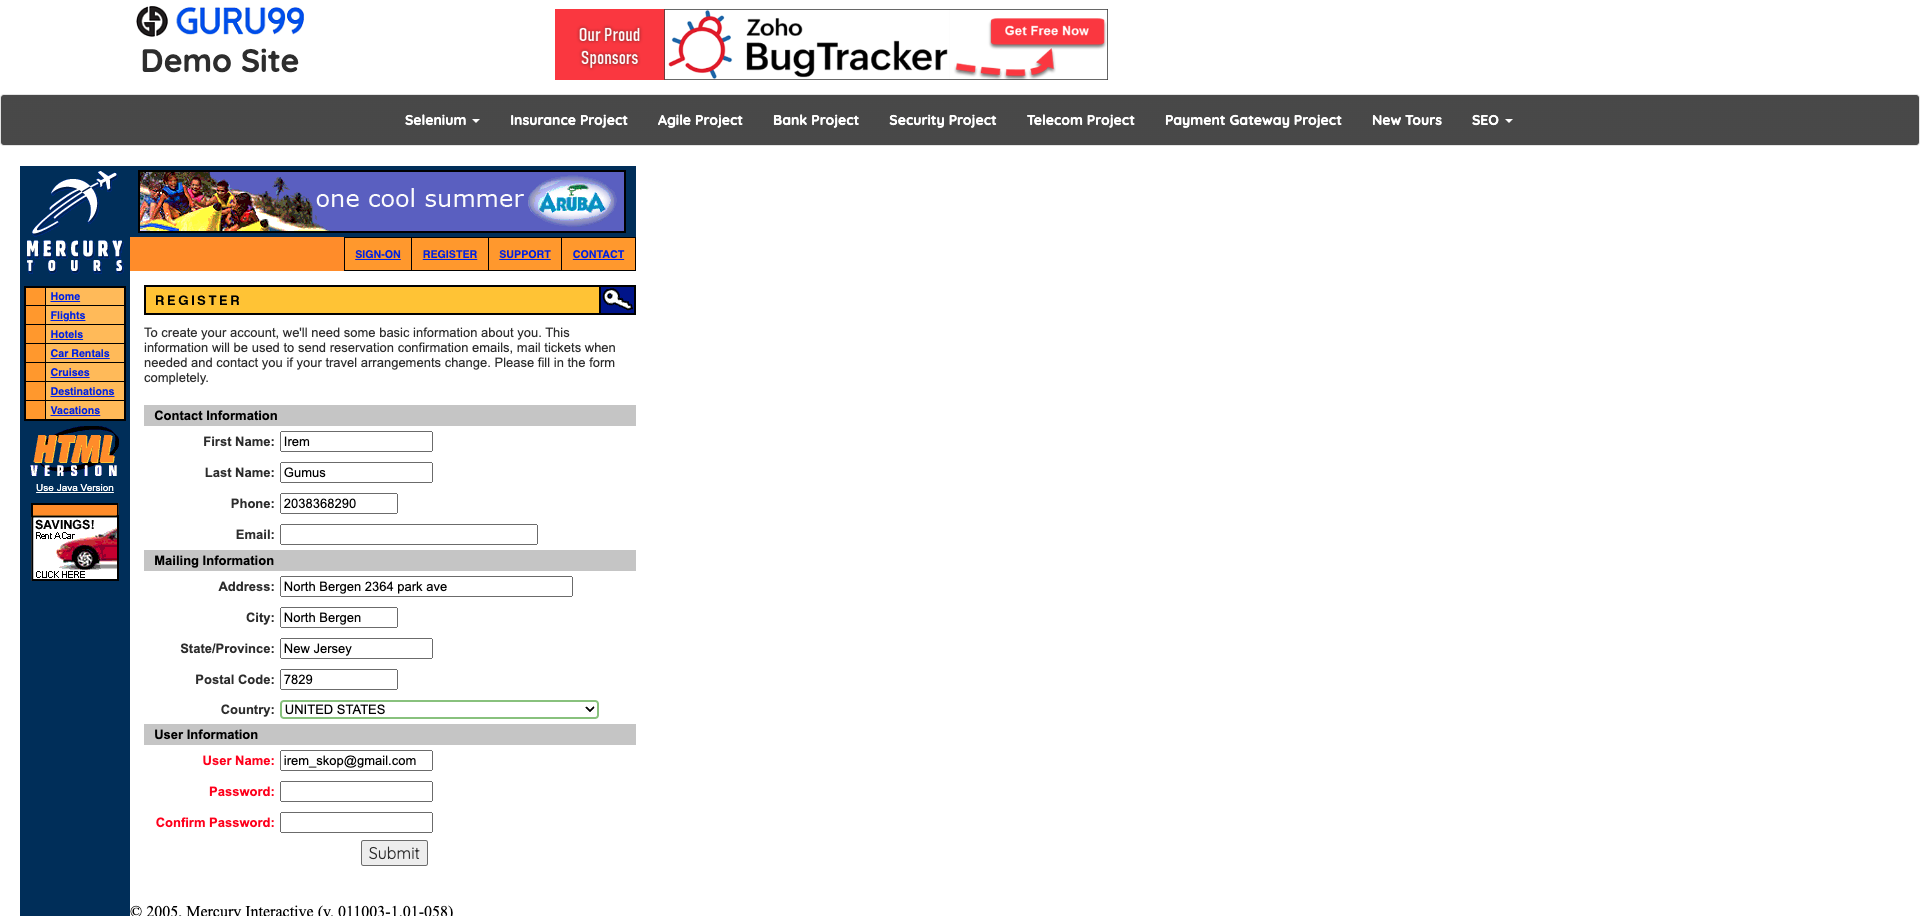 GURU99
Demo Site
Our Proud
Sponsors
Zoho
BugTracker
Get Free Now
Selenium
Insurance Project
Agile Project
Bank Project
Security Project
Telecom Project
Payment Gateway Project
New Tours
SEO
MERCURY
TOURS
one cool summer
ARUBA
SIGN-ON
REGISTER
SUPPORT
CONTACT
Home
Flights
Hotels
Car Rentals
Cruises
Destinations
Vacations
HTML
VERSION
Use Java Version
SAVINGS!
Rent A Car
CLICK HERE
REGISTER
To create your account, we'll need some basic information about you. This
information will be used to send reservation confirmation emails, mail tickets when
needed and contact you if your travel arrangements change. Please fill in the form
completely.
Contact Information
First Name: Irem
Last Name: Gumus
Phone: 2038368290
Email:
Mailing Information
Address: North Bergen 2364 park ave
City: North Bergen
State/Province: New Jersey
Postal Code: 7829
Country: UNITED STATES
User Information
User Name: irem_skop@gmail.com
Password:
Confirm Password:
Submit
© 2005, Mercury Interactive (v. 011003-1.01-058)